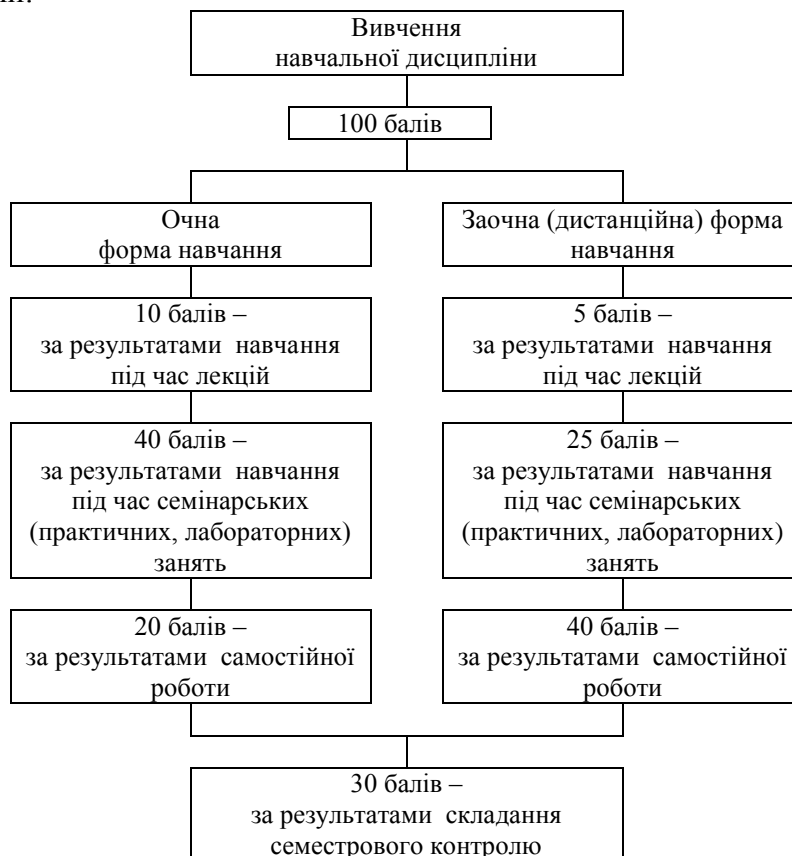 Вивчення
навчальної дисципліни
100 балів
Очна
форма навчання
10 балів –
за результатами навчання
під час лекцій
40 балів –
за результатами навчання
під час семінарських
(практичних, лабораторних)
занять
20 балів –
за результатами самостійної
роботи
Заочна (дистанційна) форма
навчання
5 балів –
за результатами навчання
під час лекцій
25 балів –
за результатами навчання
під час семінарських
(практичних, лабораторних)
занять
40 балів –
за результатами самостійної
роботи
30 балів –
за результатами складання
семестрового контролю